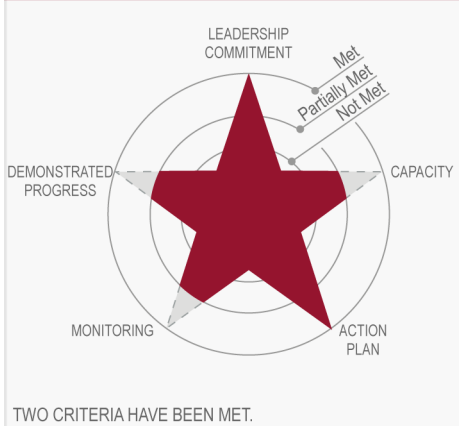 LEADERSHIP
COMMITMENT
Met
Partially Met
Not Met
DEMONSTRATED
PROGRESS
CAPACITY
MONITORING
ACTION
PLAN
TWO CRITERIA HAVE BEEN MET.